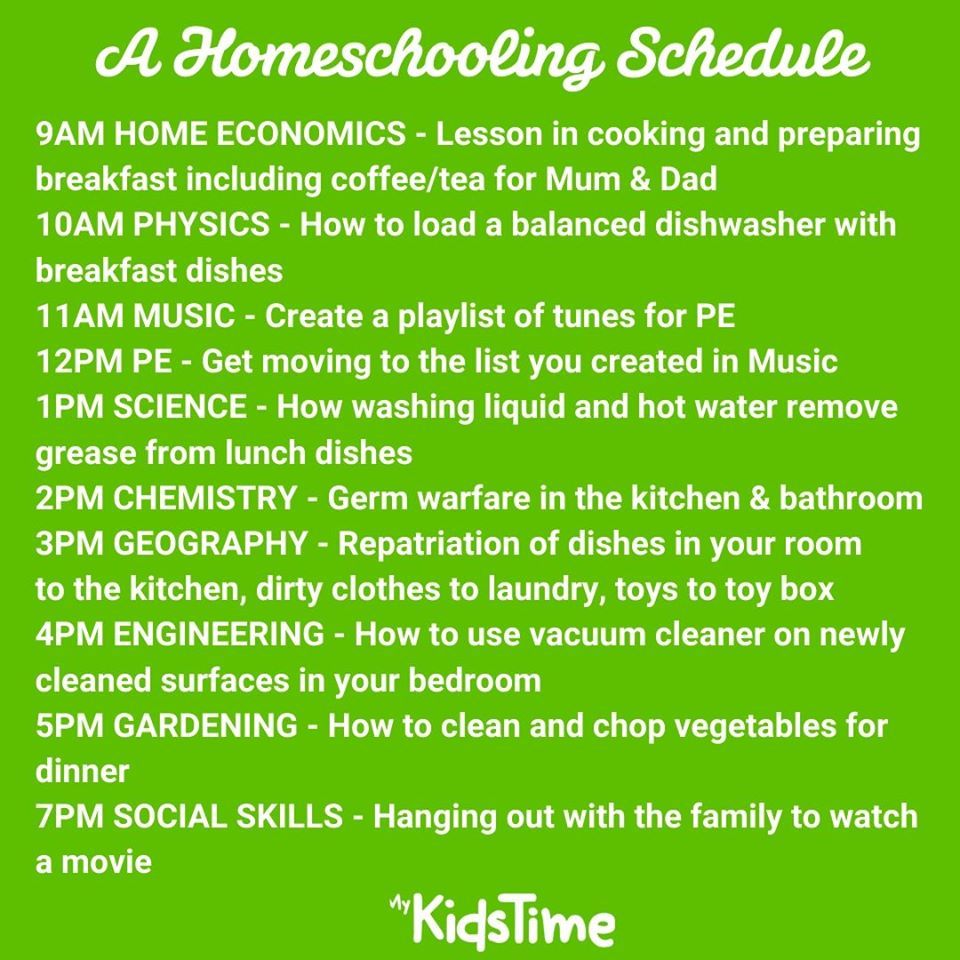 A Homeschooling Schedule
9AM HOME ECONOMICS - Lesson in cooking and preparing
breakfast including coffee/tea for Mum & Dad
10AM PHYSICS - How to load a balanced dishwasher with
breakfast dishes
11AM MUSIC - Create a playlist of tunes for PE
12PM PE - Get moving to the list you created in Music
1PM SCIENCE - How washing liquid and hot water remove
grease from lunch dishes
2PM CHEMISTRY - Germ warfare in the kitchen & bathroom
3PM GEOGRAPHY - Repatriation of dishes in your room
to the kitchen, dirty clothes to laundry, toys to toy box
4PM ENGINEERING - How to use vacuum cleaner on newly
cleaned surfaces in your bedroom
5PM GARDENING - How to clean and chop vegetables for
dinner
7PM SOCIAL SKILLS - Hanging out with the family to watch
a movie
My KidsTime